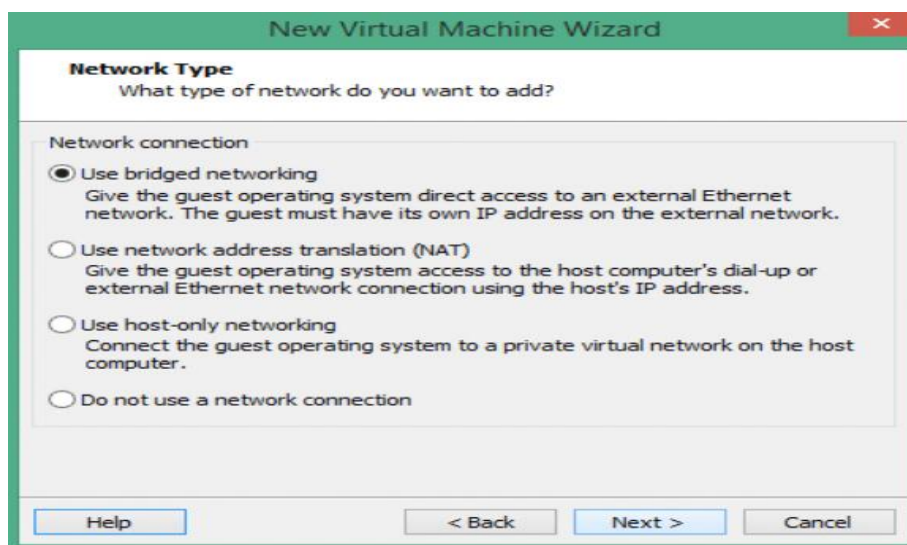 New Virtual Machine Wizard
Network Type
What type of network do you want to add?
Network connection
Use bridged networking
Give the guest operating system direct access to an external Ethernet
network. The guest must have its own IP address on the external network.
Use network address translation (NAT)
Give the guest operating system access to the host computer's dial-up or
external Ethernet network connection using the host's IP address.
Use host-only networking
Connect the guest operating system to a private virtual network on the host
computer.
Do not use a network connection
Help
< Back
Next >
Cancel